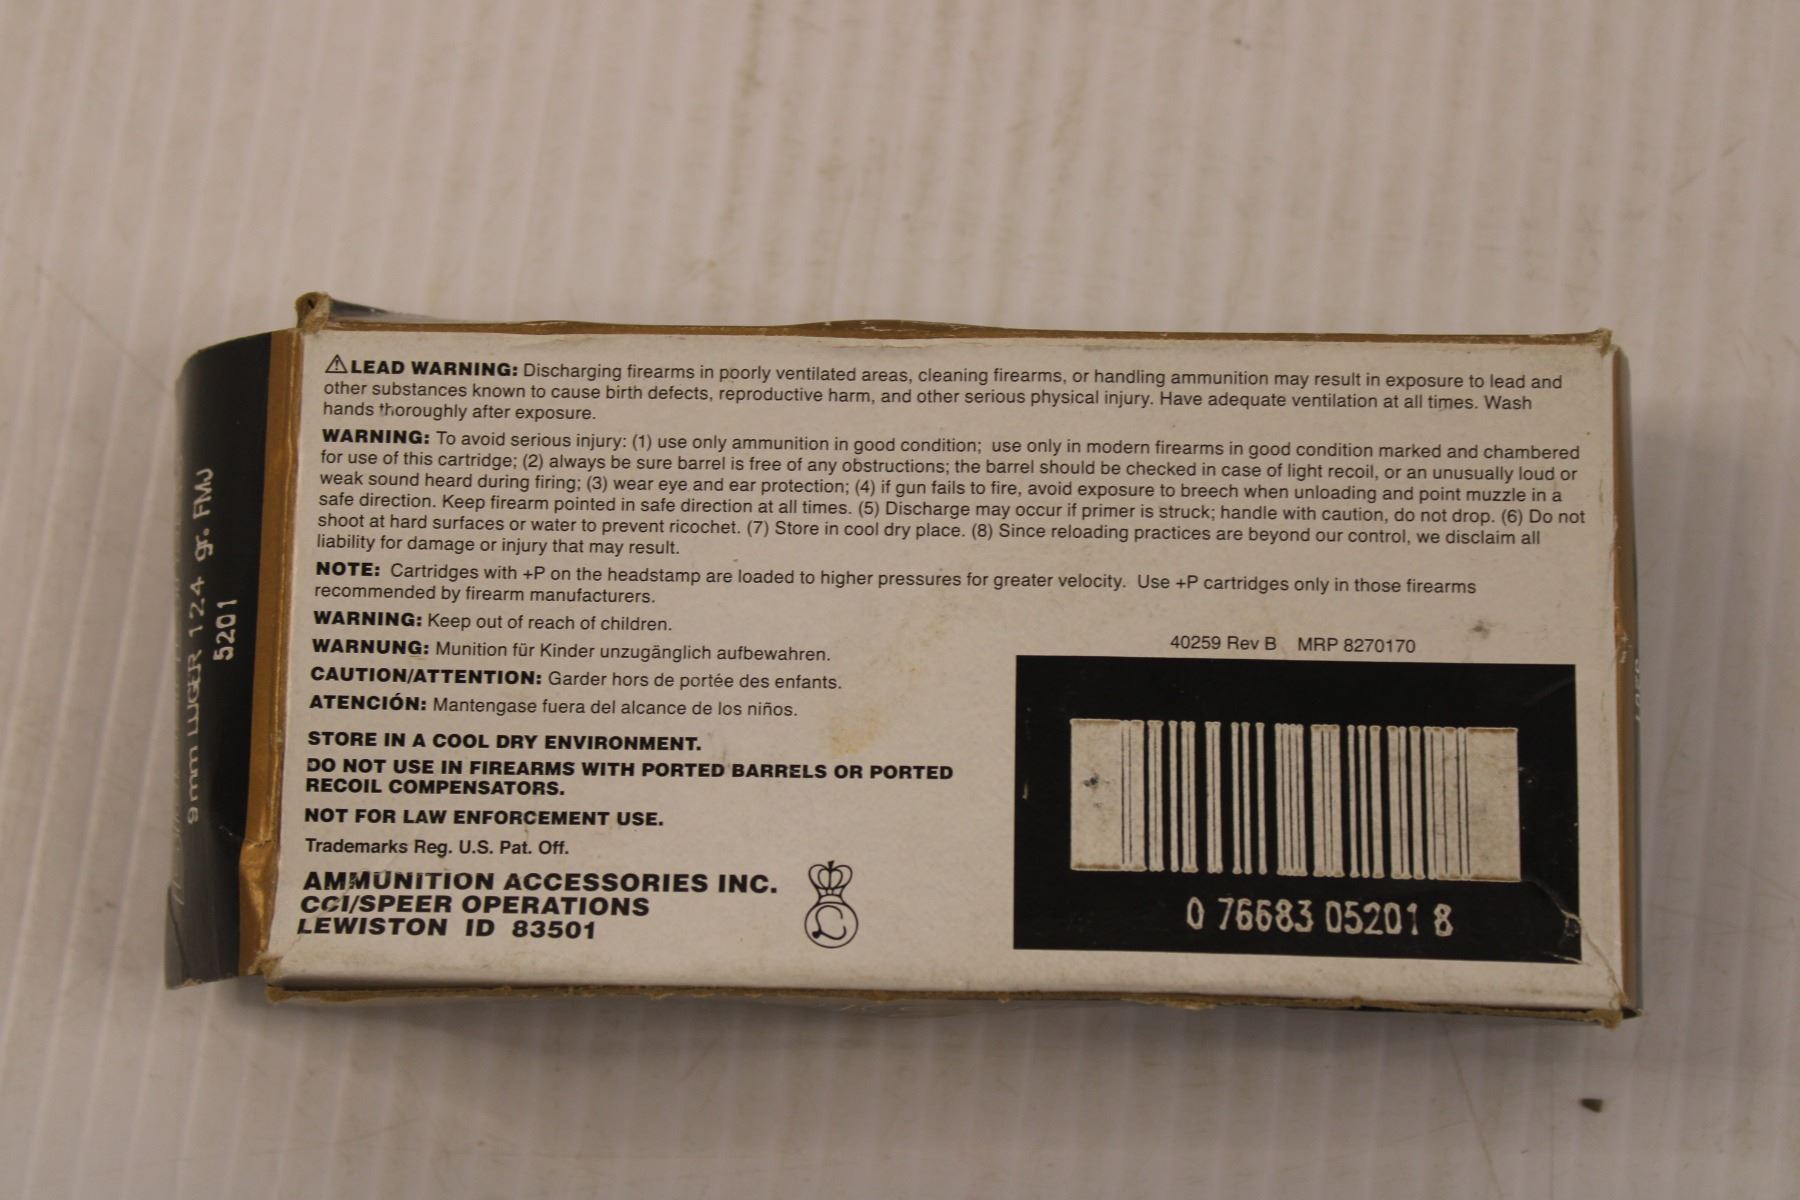 ⚠LEAD WARNING: Discharging firearms in poorly ventilated areas, cleaning firearms, or handling ammunition may result in exposure to lead and
other substances known to cause birth defects, reproductive harm, and other serious physical injury. Have adequate ventilation at all times. Wash
hands thoroughly after exposure.
WARNING: To avoid serious injury: (1) use only ammunition in good condition; use only in modern firearms in good condition marked and chambered
for use of this cartridge; (2) always be sure barrel is free of any obstructions; the barrel should be checked in case of light recoil, or an unusually loud or
weak sound heard during firing; (3) wear eye and ear protection; (4) if gun fails to fire, avoid exposure to breech when unloading and point muzzle in a
safe direction. Keep firearm pointed in safe direction at all times. (5) Discharge may occur if primer is struck; handle with caution, do not drop. (6) Do not
shoot at hard surfaces or water to prevent ricochet. (7) Store in cool dry place. (8) Since reloading practices are beyond our control, we disclaim all
liability for damage or injury that may result.
NOTE: Cartridges with +P on the headstamp are loaded to higher pressures for greater velocity. Use +P cartridges only in those firearms
recommended by firearm manufacturers.
WARNING: Keep out of reach of children.
WARNUNG: Munition für Kinder unzugänglich aufbewahren.
CAUTION/ATTENTION: Garder hors de portée des enfants.
ATENCIÓN: Mantengase fuera del alcance de los niños.
STORE IN A COOL DRY ENVIRONMENT.
DO NOT USE IN FIREARMS WITH PORTED BARRELS OR PORTED
RECOIL COMPENSATORS.
NOT FOR LAW ENFORCEMENT USE.
Trademarks Reg. U.S. Pat. Off.
AMMUNITION ACCESSORIES INC.
CCI/SPEER OPERATIONS
LEWISTON ID 83501
L
40259 Rev B MRP 8270170
0 76683 05201 8
9mm LUGER 124 gr. FMJ
5201